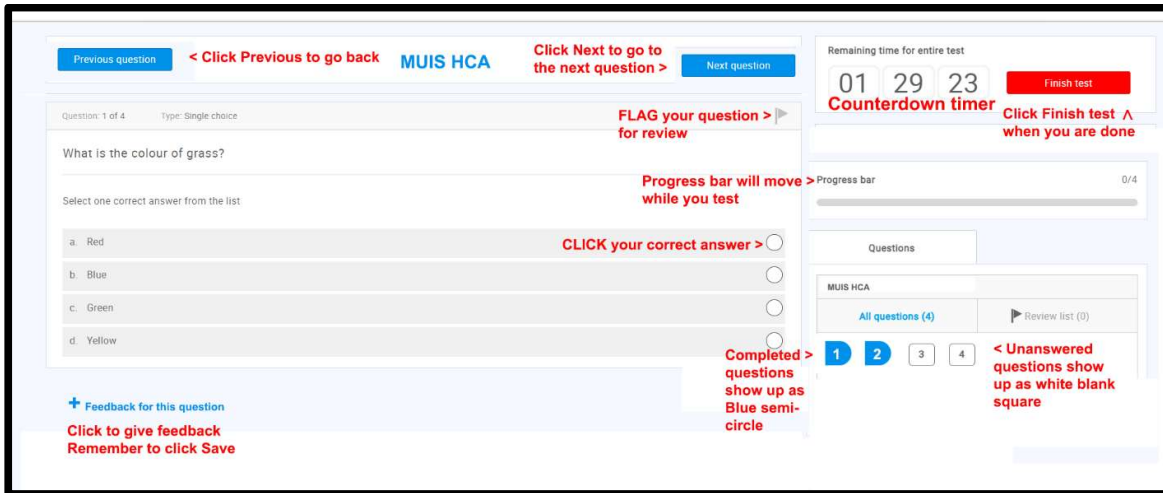 Previous question
< Click Previous to go back
MUIS HCA
Click Next to go to
the next question >
Next question
Question: 1 of 4
Type: Single choice
FLAG your question >
for review
What is the colour of grass?
Select one correct answer from the list
a. Red
CLICK your correct answer >
b. Blue
c. Green
d. Yellow
+ Feedback for this question
Click to give feedback
Remember to click Save
Remaining time for entire test
01 29 23
Finish test
Counterdown timer
Click Finish test ^
when you are done
Progress bar will move >
while you test
Progress bar
0/4
Questions
MUIS HCA
All questions (4)
Review list (0)
Completed >
questions
show up as
Blue semi-
circle
1 2 3 4
< Unanswered
questions show
up as white blank
square